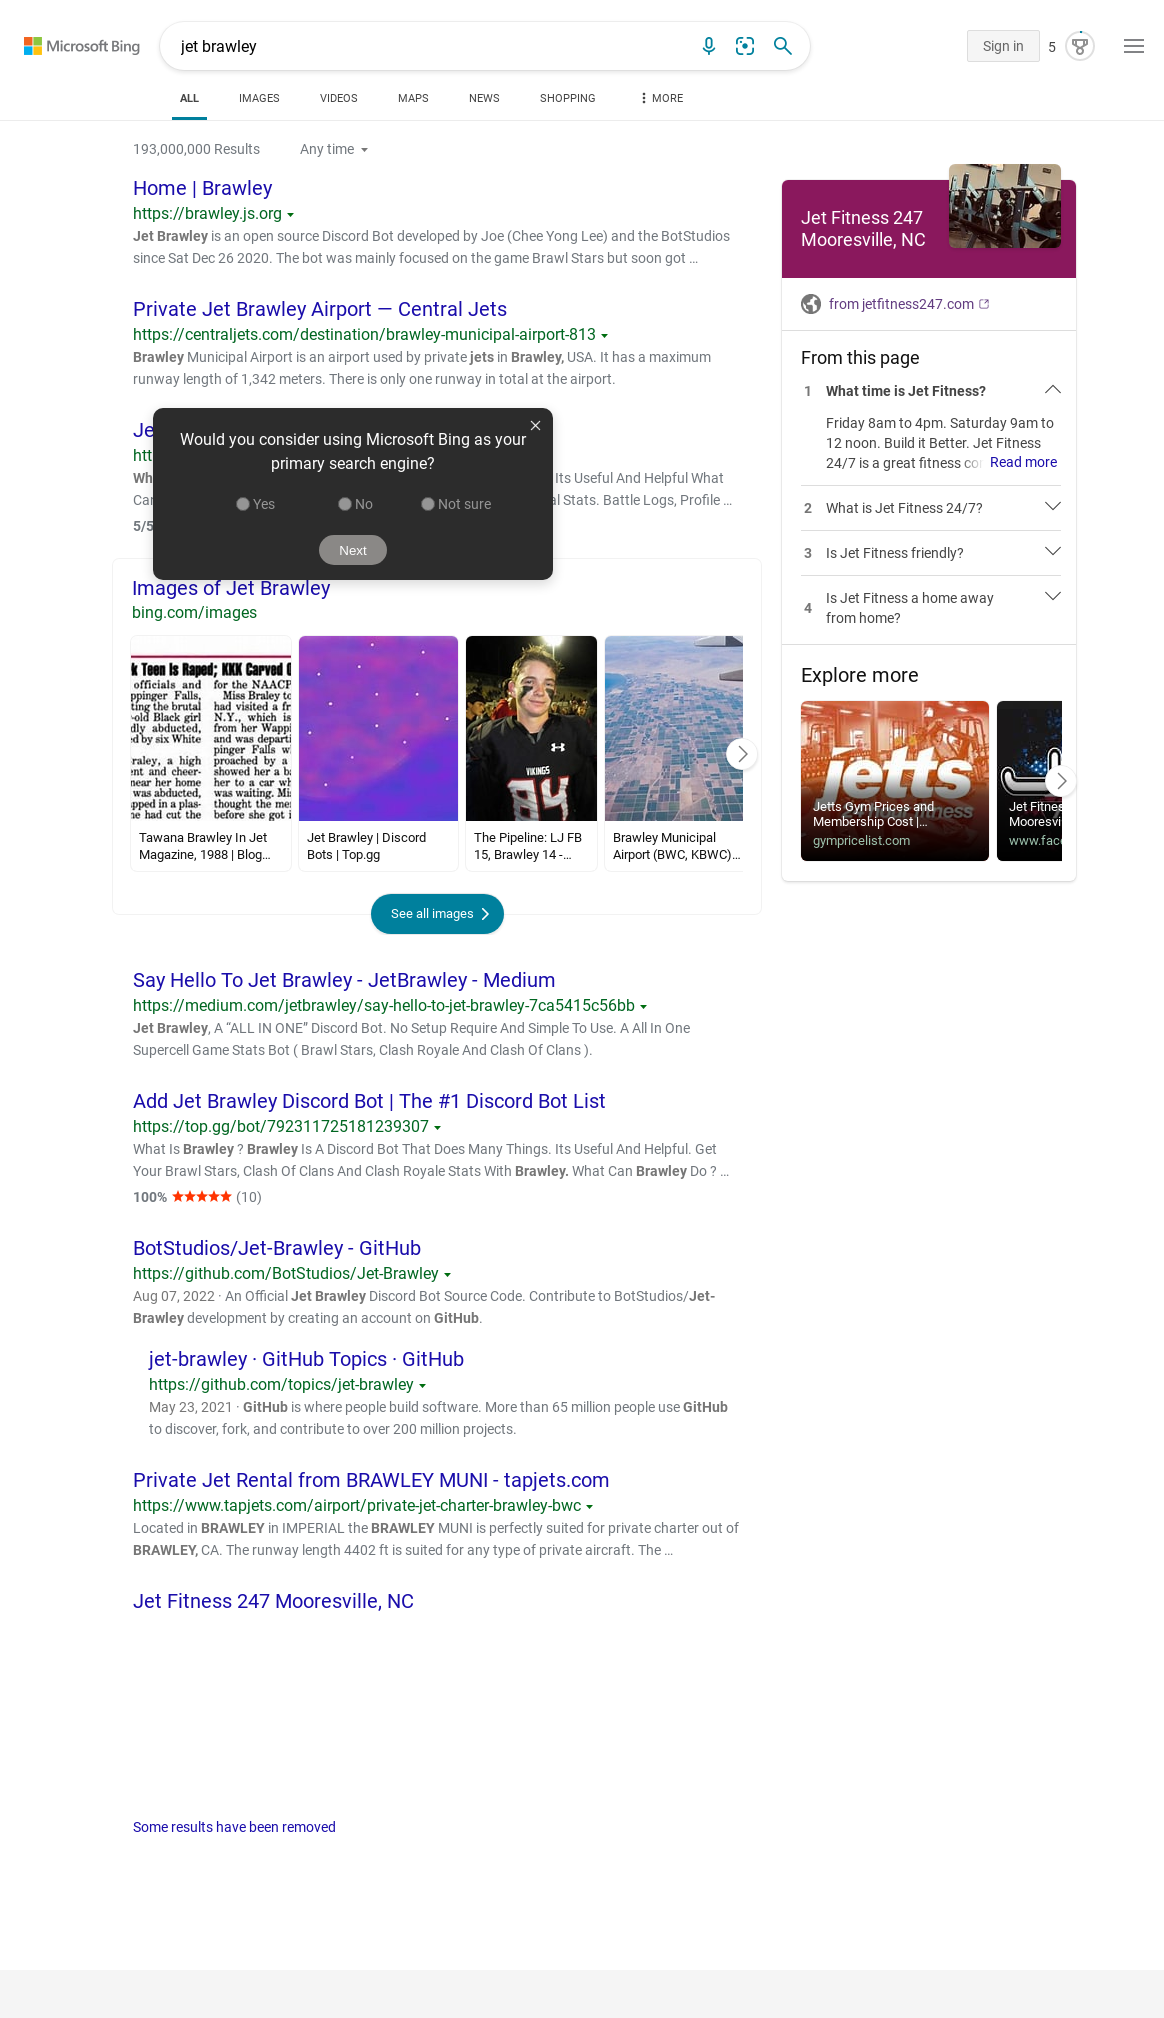 Microsoft Bing
jet brawley
Sign in
5
ALL
IMAGES
VIDEOS
MAPS
NEWS
SHOPPING
MORE
193,000,000 Results
Any time
Home | Brawley
https://brawley.js.org
Jet Brawley is an open source Discord Bot developed by Joe (Chee Yong Lee) and the BotStudios
since Sat Dec 26 2020. The bot was mainly focused on the game Brawl Stars but soon got …
Private Jet Brawley Airport — Central Jets
https://centraljets.com/destination/brawley-municipal-airport-813
Brawley Municipal Airport is an airport used by private jets in Brawley, USA. It has a maximum
runway length of 1,342 meters. There is only one runway in total at the airport.
Je
htt
Its Useful And Helpful What
Stats. Battle Logs, Profile …
5/5
Would you consider using Microsoft Bing as your
primary search engine?
Yes
No
Not sure
Next
Images of Jet Brawley
bing.com/images
k Teen Is Raped; KKK Carved
officials and
ppinger Falls,
ting the brutal
-old Black girl
dly abducted,
ed by six White
raley, a high
ent and cheer-
near her home
was abducted,
pped in a plas-
he had cut the
for the NAACP
Miss Braley to
had visited a fr
N.Y., which is
from her Wappi
and was departi
pinger Falls wh
proached by a
showed her a ba
her to a car wh
was waiting. Mis
thought the mer
before she got i
VIKINGS
84
Tawana Brawley In Jet
Magazine, 1988 | Blog...
Jet Brawley | Discord
Bots | Top.gg
The Pipeline: LJ FB
15, Brawley 14 -...
Brawley Municipal
Airport (BWC, KBWC)...
See all images
Say Hello To Jet Brawley - JetBrawley - Medium
https://medium.com/jetbrawley/say-hello-to-jet-brawley-7ca5415c56bb
Jet Brawley, A “ALL IN ONE” Discord Bot. No Setup Require And Simple To Use. A All In One
Supercell Game Stats Bot ( Brawl Stars, Clash Royale And Clash Of Clans ).
Add Jet Brawley Discord Bot | The #1 Discord Bot List
https://top.gg/bot/792311725181239307
What Is Brawley ? Brawley Is A Discord Bot That Does Many Things. Its Useful And Helpful. Get
Your Brawl Stars, Clash Of Clans And Clash Royale Stats With Brawley. What Can Brawley Do ? …
100% (10)
BotStudios/Jet-Brawley - GitHub
https://github.com/BotStudios/Jet-Brawley
Aug 07, 2022 · An Official Jet Brawley Discord Bot Source Code. Contribute to BotStudios/Jet-
Brawley development by creating an account on GitHub.
jet-brawley · GitHub Topics · GitHub
https://github.com/topics/jet-brawley
May 23, 2021 · GitHub is where people build software. More than 65 million people use GitHub
to discover, fork, and contribute to over 200 million projects.
Private Jet Rental from BRAWLEY MUNI - tapjets.com
https://www.tapjets.com/airport/private-jet-charter-brawley-bwc
Located in BRAWLEY in IMPERIAL the BRAWLEY MUNI is perfectly suited for private charter out of
BRAWLEY, CA. The runway length 4402 ft is suited for any type of private aircraft. The …
Jet Fitness 247 Mooresville, NC
Some results have been removed
Jet Fitness 247
Mooresville, NC
from jetfitness247.com
From this page
1 What time is Jet Fitness?
Friday 8am to 4pm. Saturday 9am to
12 noon. Build it Better. Jet Fitness
24/7 is a great fitness Read more
2 What is Jet Fitness 24/7?
3 Is Jet Fitness friendly?
4 Is Jet Fitness a home away
from home?
Explore more
jetts
Jetts Gym Prices and
Membership Cost |...
gympricelist.com
Jet Fitnes
Mooresvi
www.face